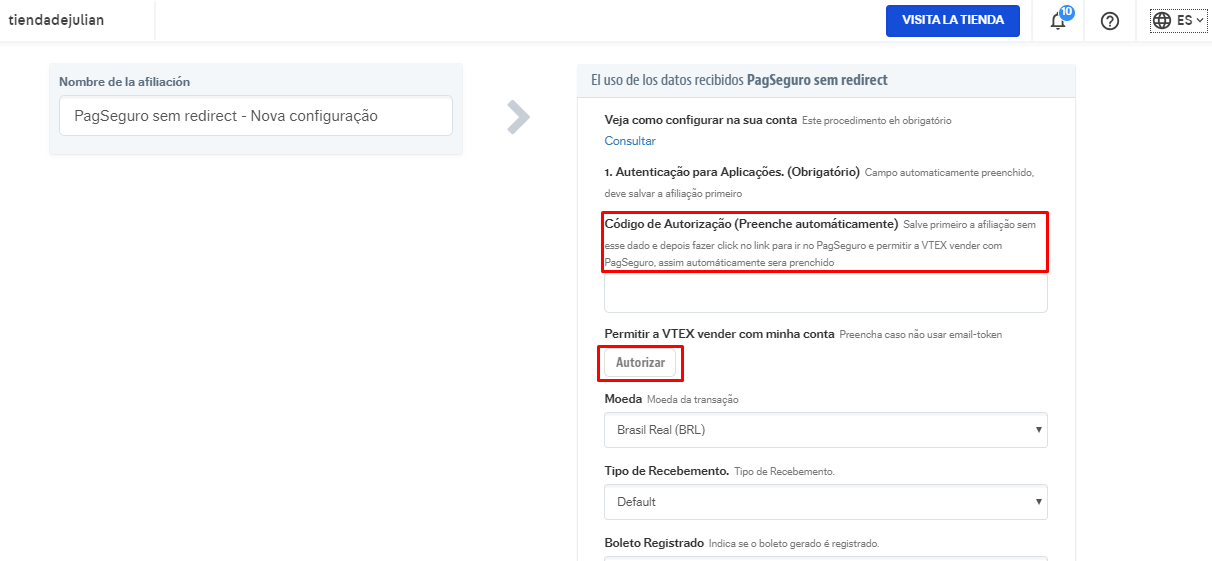 tiendadejulian
VISITA LA TIENDA
10
ES
Nombre de la afiliación
PagSeguro sem redirect - Nova configuração
El uso de los datos recibidos PagSeguro sem redirect
Veja como configurar na sua conta Este procedimento eh obrigatório
Consultar
1. Autenticação para Aplicações. (Obrigatório) Campo automaticamente preenchido,
deve salvar a afiliação primeiro
Código de Autorização (Preenche automáticamente) Salve primeiro a afiliação sem
esse dado e depois fazer click no link para ir no PagSeguro e permitir a VTEX vender com
PagSeguro, assim automáticamente sera prenchido
Permitir a VTEX vender com minha conta Preencha caso não usar email-token
Autorizar
Moeda Moeda da transação
Brasil Real (BRL)
Tipo de Recebemento. Tipo de Recebemento.
Default
Boleto Registrado Indica se o boleto gerado é registrado.